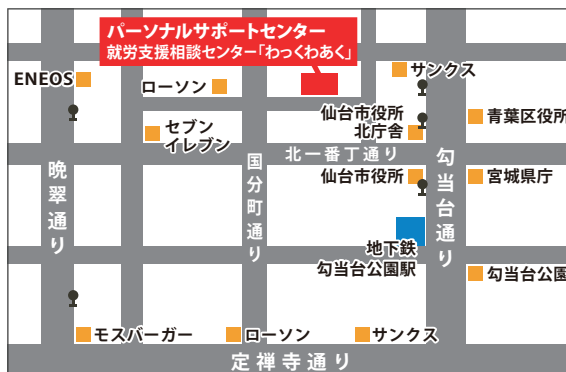 パーソナルサポートセンター
就労支援相談センター「わっくわあく」
ENEOS
ローソン
サンクス
セブン
イレブン
仙台市役所
北庁舎
青葉区役所
北一番丁通り
仙台市役所
宮城県庁
晩翠通り
国分町通り
勾当台通り
地下鉄
勾当台公園駅
勾当台公園
モスバーガー
ローソン
サンクス
定禅寺通り